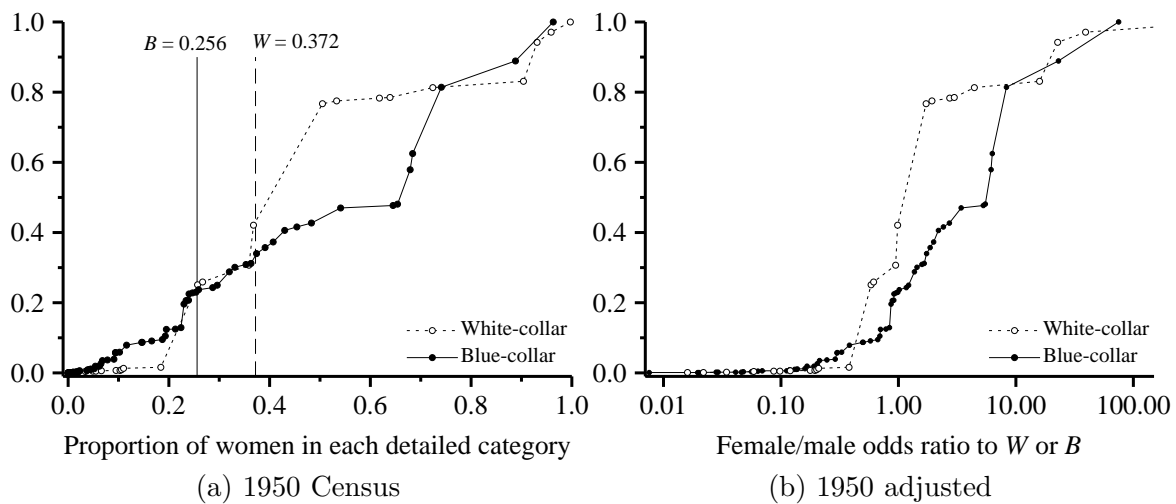 1.0
0.8
0.6
0.4
0.2
0.0
B = 0.256
W = 0.372
White-collar
Blue-collar
0.0 0.2 0.4 0.6 0.8 1.0
Proportion of women in each detailed category
(a) 1950 Census
1.0
0.8
0.6
0.4
0.2
0.0
White-collar
Blue-collar
0.01 0.10 1.00 10.00 100.00
Female/male odds ratio to W or B
(b) 1950 adjusted